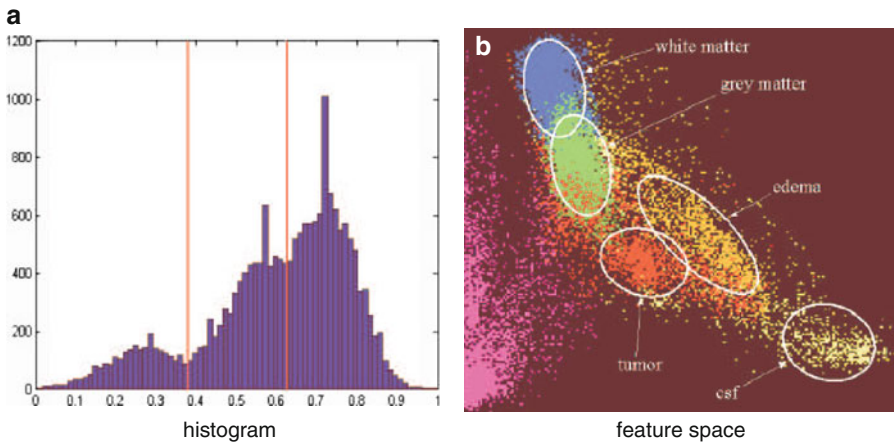 a
1200
1000
800
600
400
200
0
0 0.1 0.2 0.3 0.4 0.5 0.6 0.7 0.8 0.9 1
histogram
b
white matter
grey matter
edema
tumor
csf
feature space